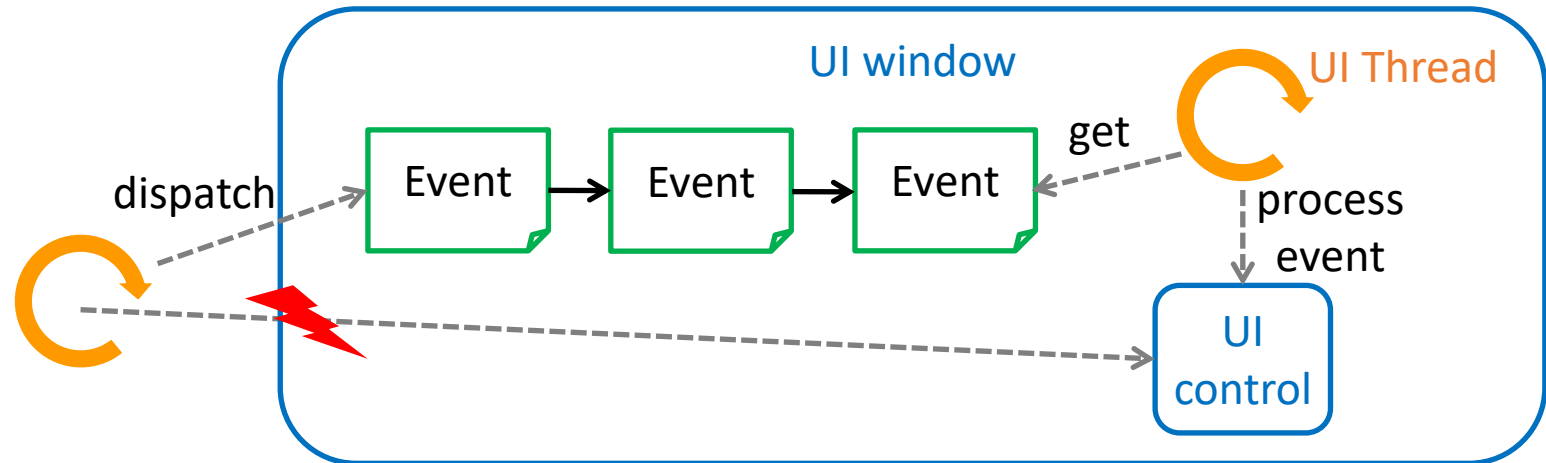 UI window
UI Thread
get
Event
Event
Event
dispatch
process
event
UI
control